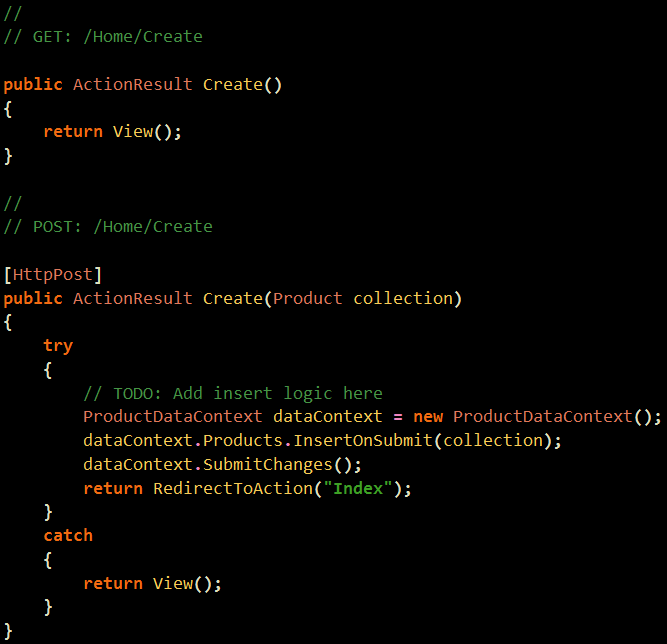 //
// GET: /Home/Create
public ActionResult Create()
{
    return View();
}
//
// POST: /Home/Create
[HttpPost]
public ActionResult Create(Product collection)
{
    try
    {
        // TODO: Add insert logic here
        ProductDataContext dataContext = new ProductDataContext();
        dataContext.Products.InsertOnSubmit(collection);
        dataContext.SubmitChanges();
        return RedirectToAction("Index");
    }
    catch
    {
        return View();
    }
}